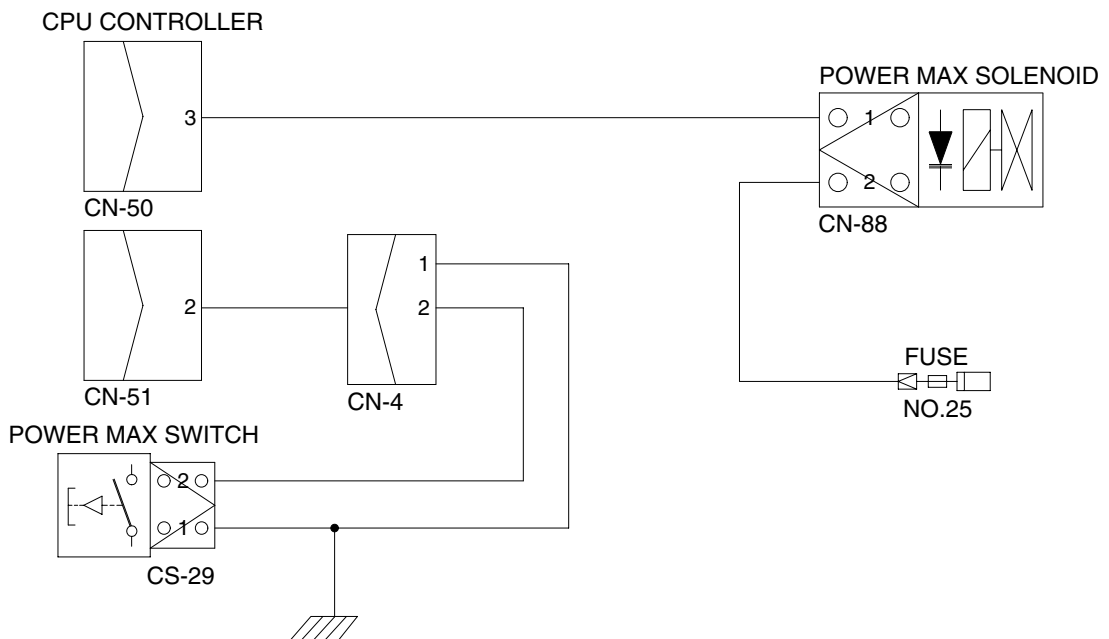 CPU CONTROLLER
3
CN-50
POWER MAX SOLENOID
1
2
CN-88
2
CN-51
1
2
CN-4
FUSE
NO.25
POWER MAX SWITCH
2
1
CS-29